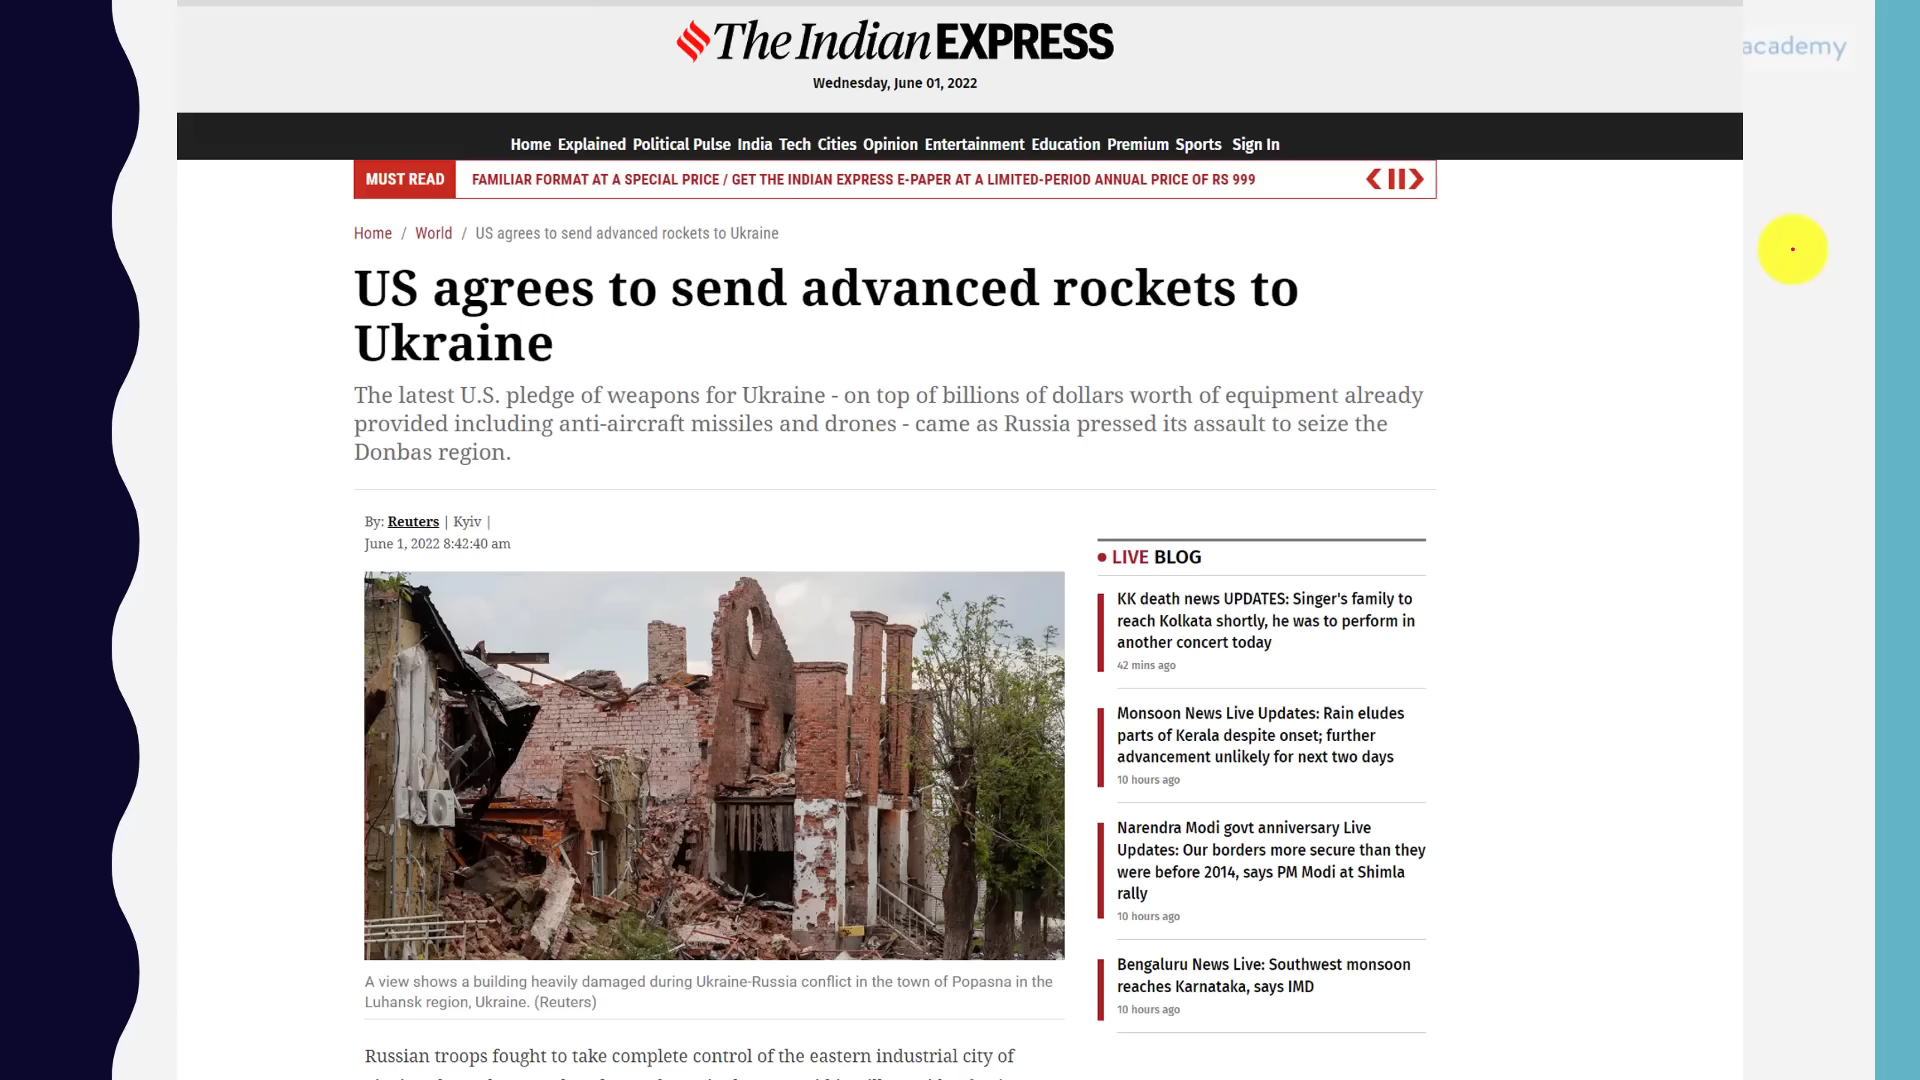 The Indian EXPRESS
academy
Wednesday, June 01, 2022
Home Explained Political Pulse India Tech Cities Opinion Entertainment Education Premium Sports Sign In
MUST READ FAMILIAR FORMAT AT A SPECIAL PRICE / GET THE INDIAN EXPRESS E-PAPER AT A LIMITED-PERIOD ANNUAL PRICE OF RS 999
Home / World / US agrees to send advanced rockets to Ukraine
US agrees to send advanced rockets to
Ukraine
The latest U.S. pledge of weapons for Ukraine - on top of billions of dollars worth of equipment already
provided including anti-aircraft missiles and drones - came as Russia pressed its assault to seize the
Donbas region.
By: Reuters | Kyiv |
June 1, 2022 8:42:40 am
A view shows a building heavily damaged during Ukraine-Russia conflict in the town of Popasna in the
Luhansk region, Ukraine. (Reuters)
Russian troops fought to take complete control of the eastern industrial city of
LIVE BLOG
KK death news UPDATES: Singer's family to
reach Kolkata shortly, he was to perform in
another concert today
42 mins ago
Monsoon News Live Updates: Rain eludes
parts of Kerala despite onset; further
advancement unlikely for next two days
10 hours ago
Narendra Modi govt anniversary Live
Updates: Our borders more secure than they
were before 2014, says PM Modi at Shimla
rally
10 hours ago
Bengaluru News Live: Southwest monsoon
reaches Karnataka, says IMD
10 hours ago